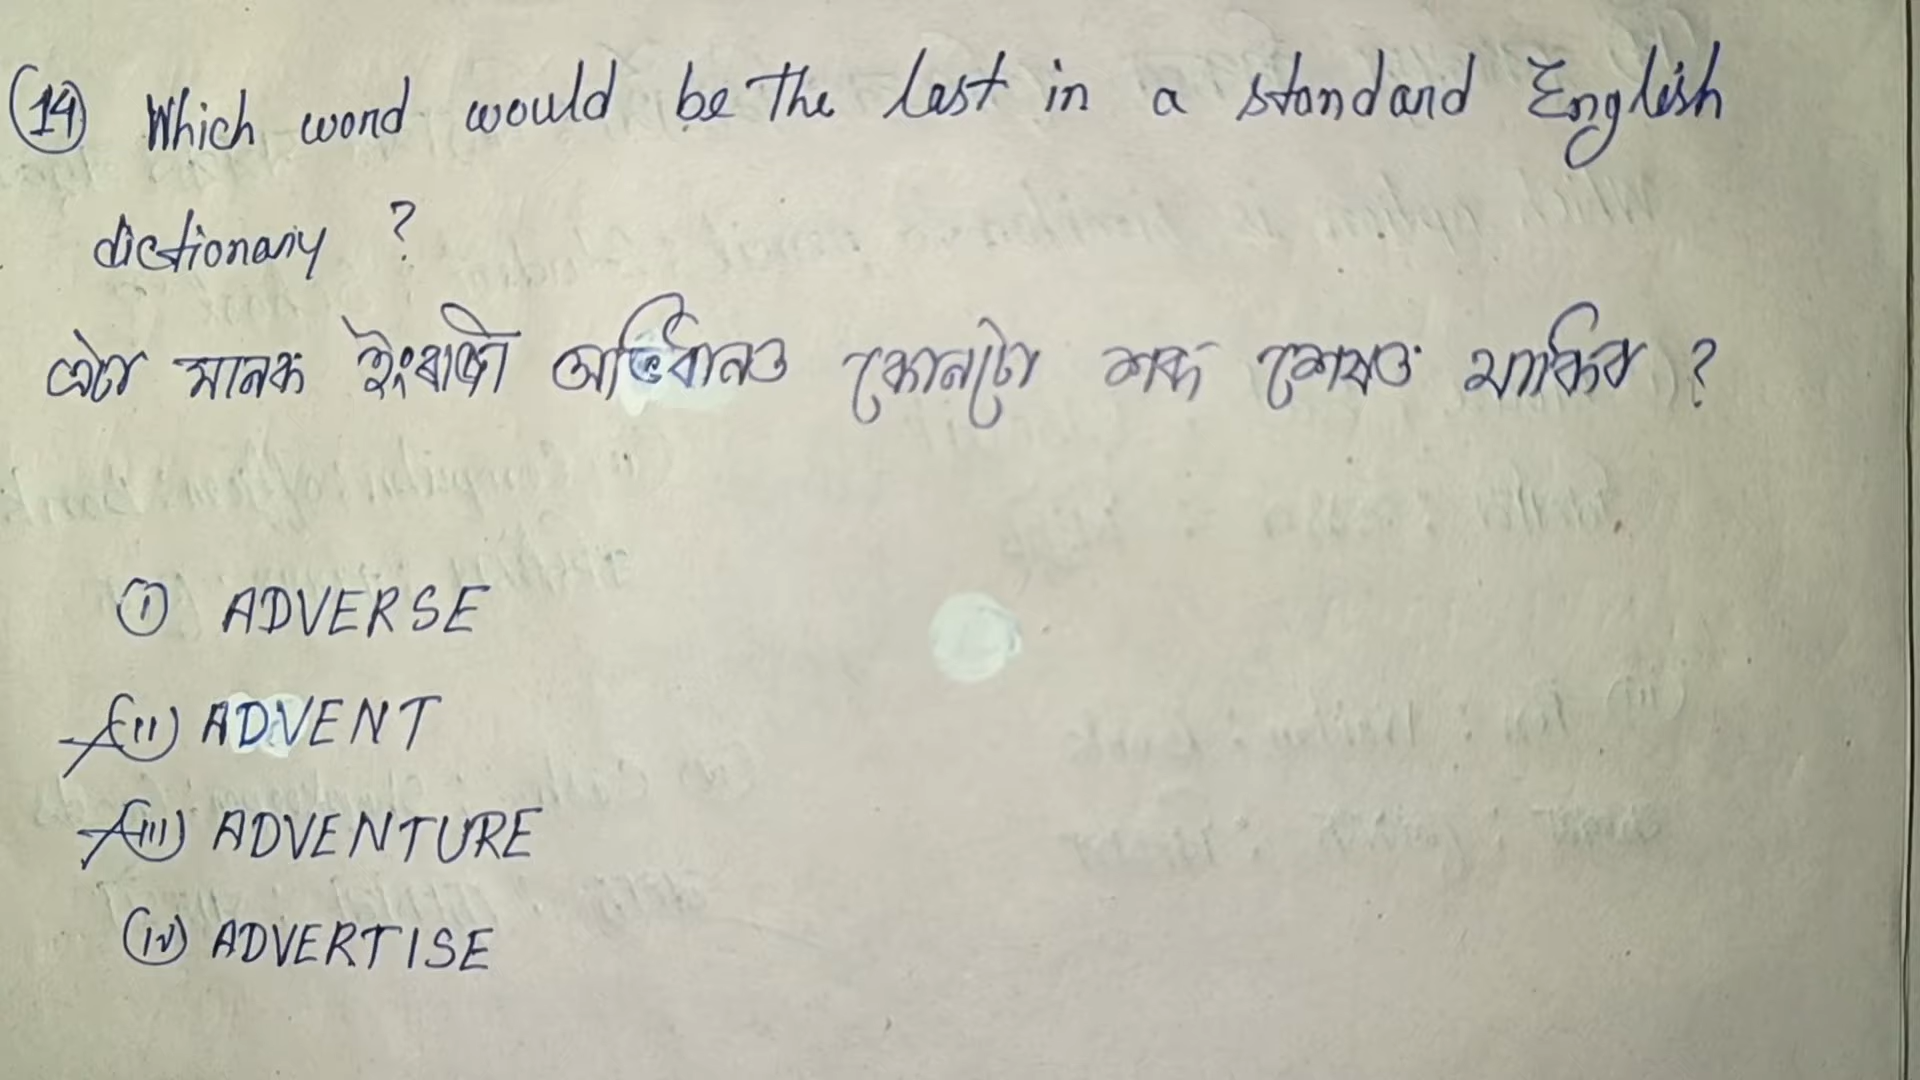 (14) Which word would be the last in a standard English
dictionary ?
এটা মানক ইংৰাজী অভিধানত কোনটো শব্দ শেষত থাকিব ?
(i) ADVERSE
(ii) ADVENT
(iii) ADVENTURE
(iv) ADVERTISE